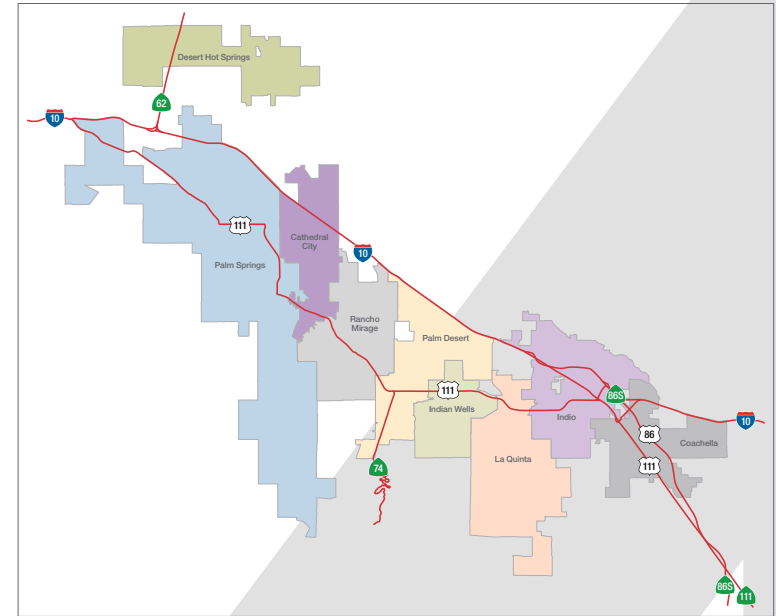 Desert Hot Springs
62
10
111
Cathedral
City
10
Palm Springs
Rancho
Mirage
Palm Desert
111
86S
Indian Wells
Indio
10
86
Coachella
La Quinta
111
74
86S
111